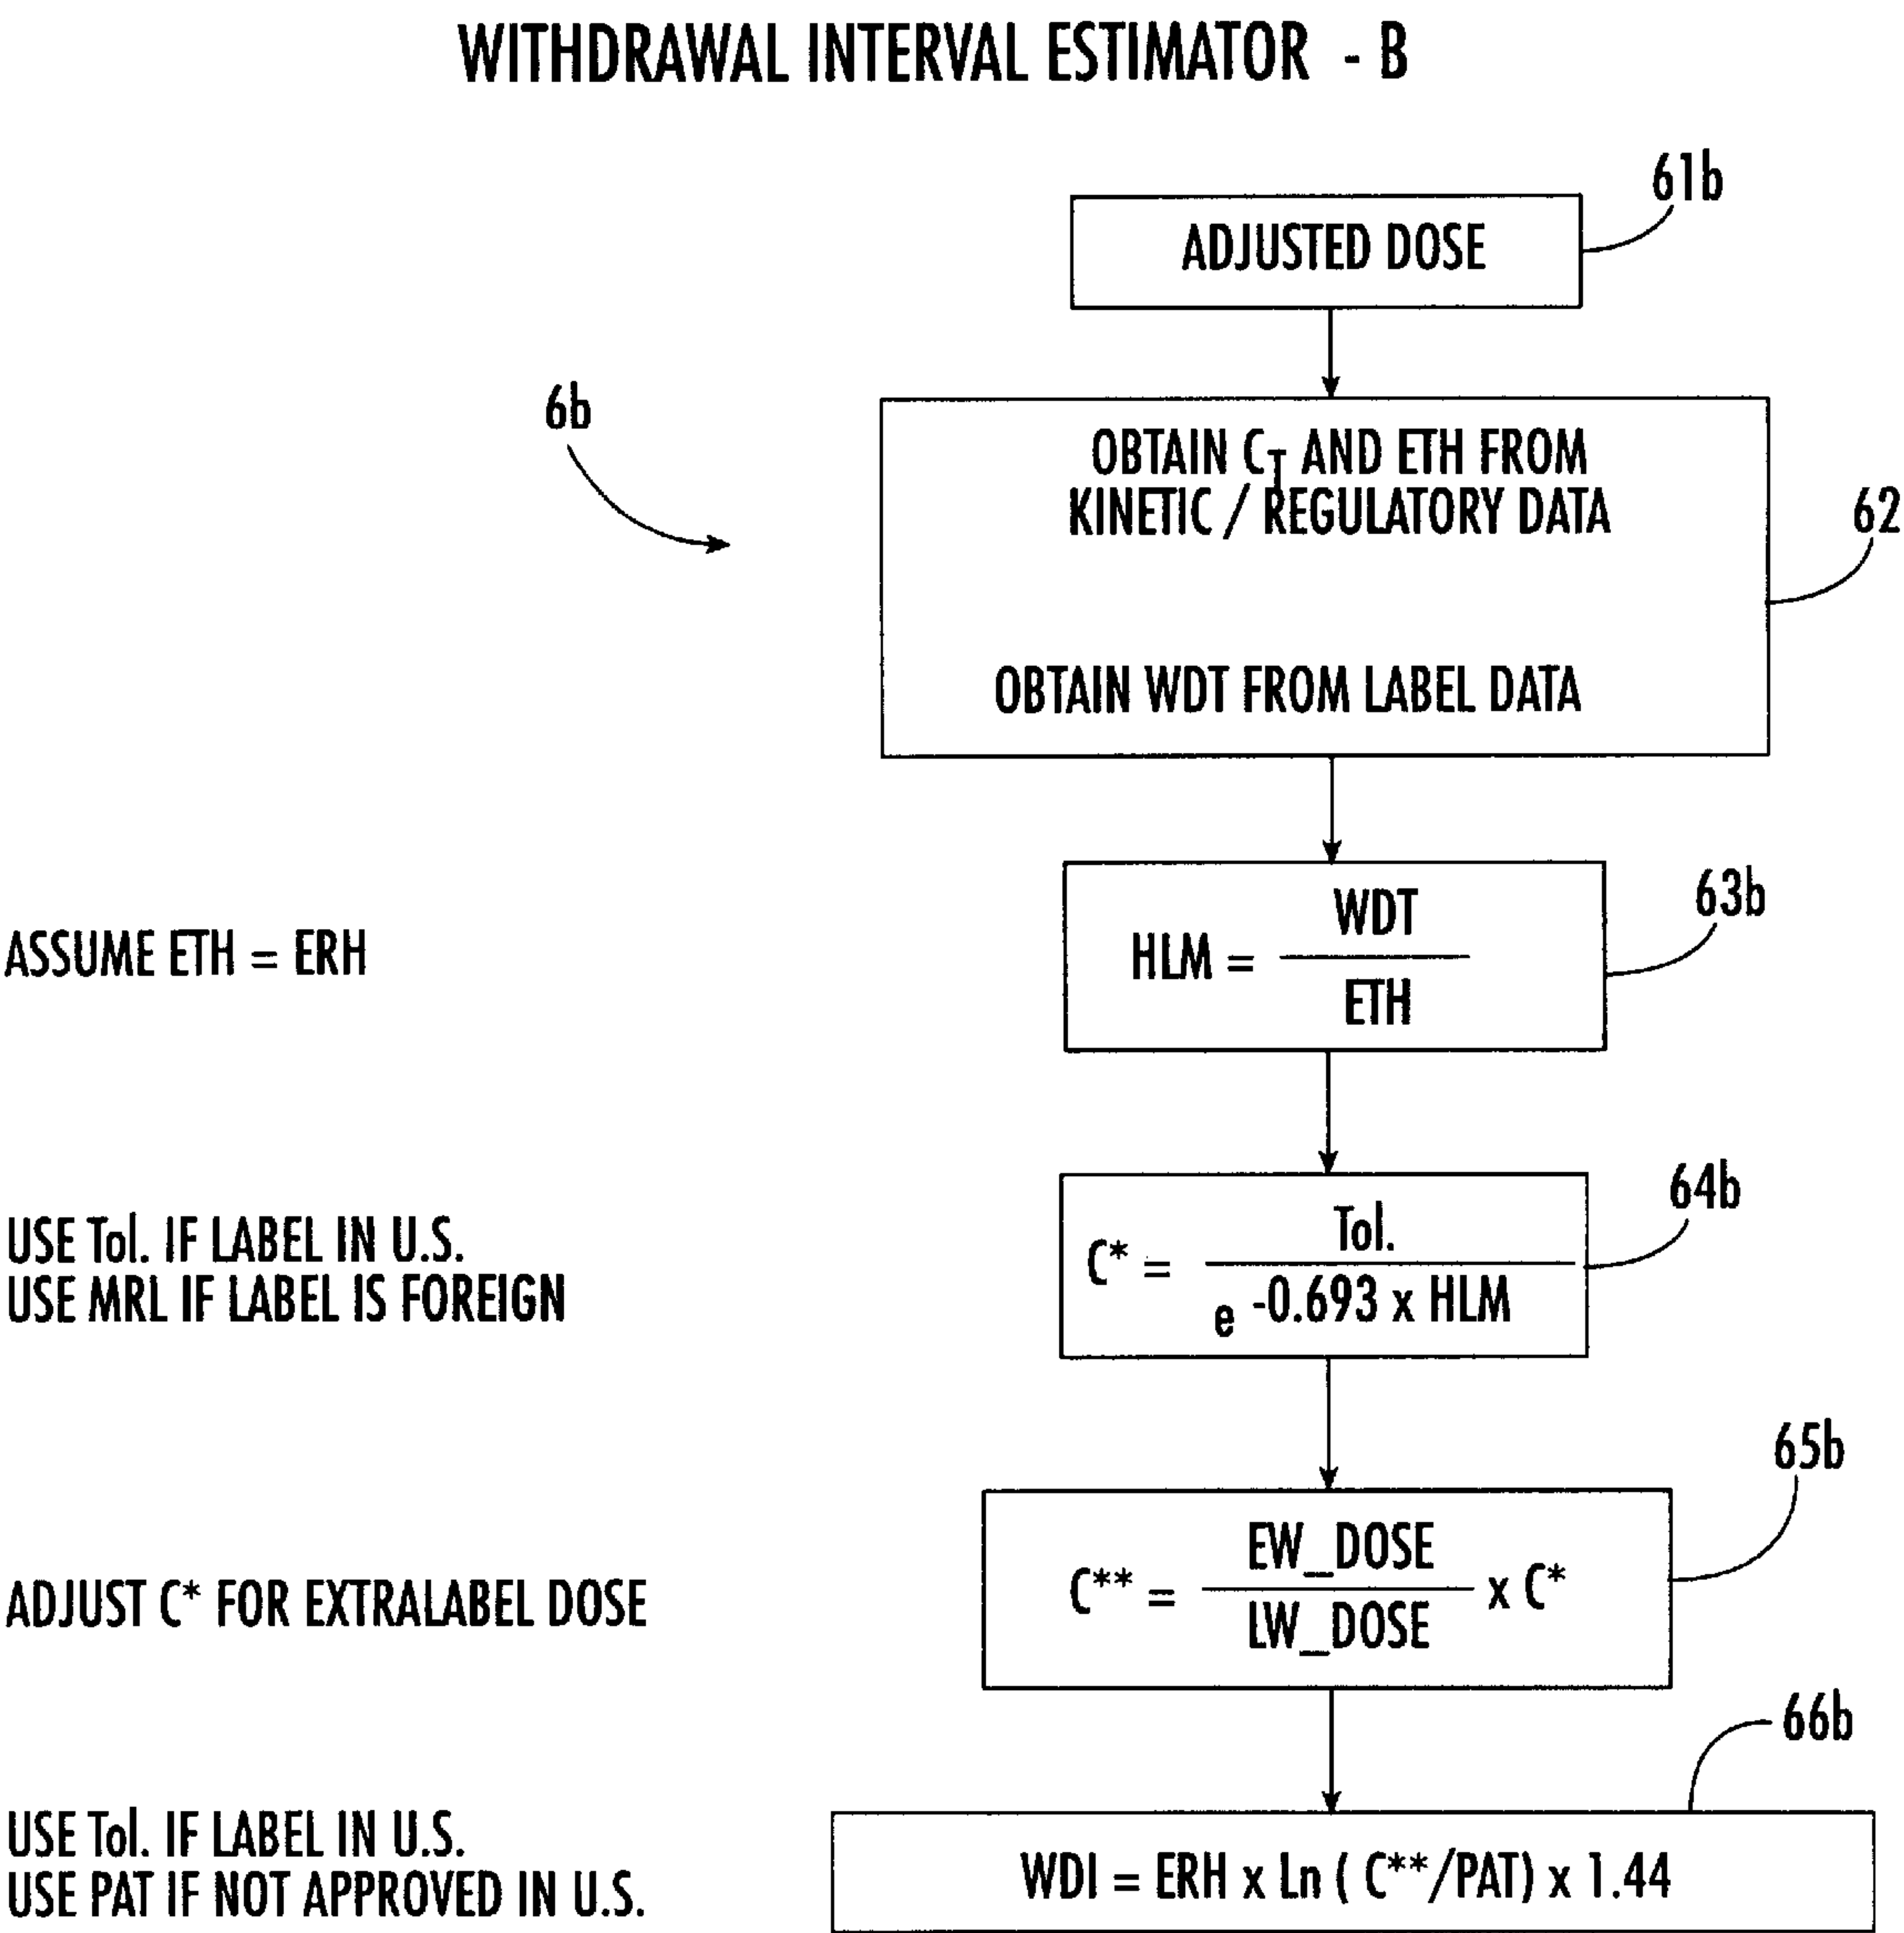 WITHDRAWAL INTERVAL ESTIMATOR - B
61b
ADJUSTED DOSE
6b
OBTAIN CT AND ETH FROM
KINETIC / REGULATORY DATA
62
OBTAIN WDT FROM LABEL DATA
63b
ASSUME ETH = ERH
HLM = WDT / ETH
64b
USE Tol. IF LABEL IN U.S.
USE MRL IF LABEL IS FOREIGN
C* = Tol. / e -0.693 x HLM
65b
ADJUST C* FOR EXTRALABEL DOSE
C** = EW_DOSE / LW_DOSE x C*
66b
USE Tol. IF LABEL IN U.S.
USE PAT IF NOT APPROVED IN U.S.
WDI = ERH x Ln ( C**/PAT) x 1.44